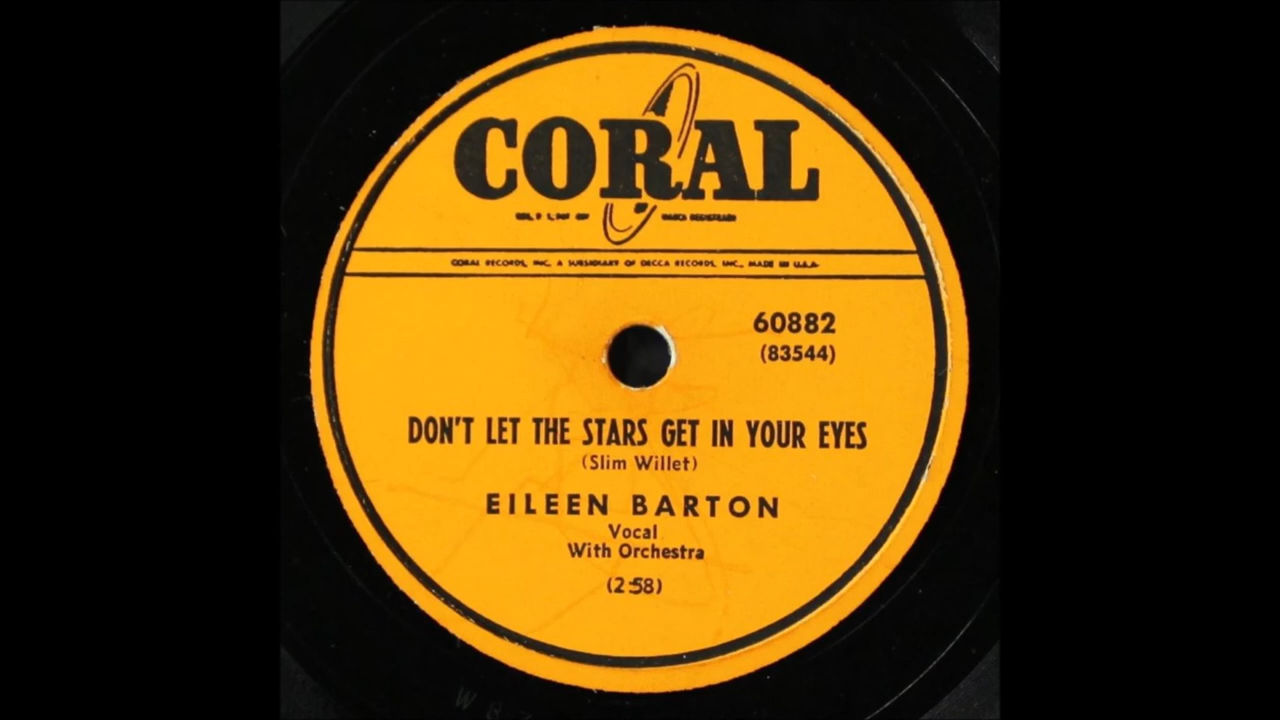 CORAL
CORAL RECORDS, INC., A SUBSIDIARY OF DECCA RECORDS, INC., MADE IN U.S.A.
60882
(83544)
DON'T LET THE STARS GET IN YOUR EYES
(Slim Willet)
EILEEN BARTON
Vocal
With Orchestra
(2:58)